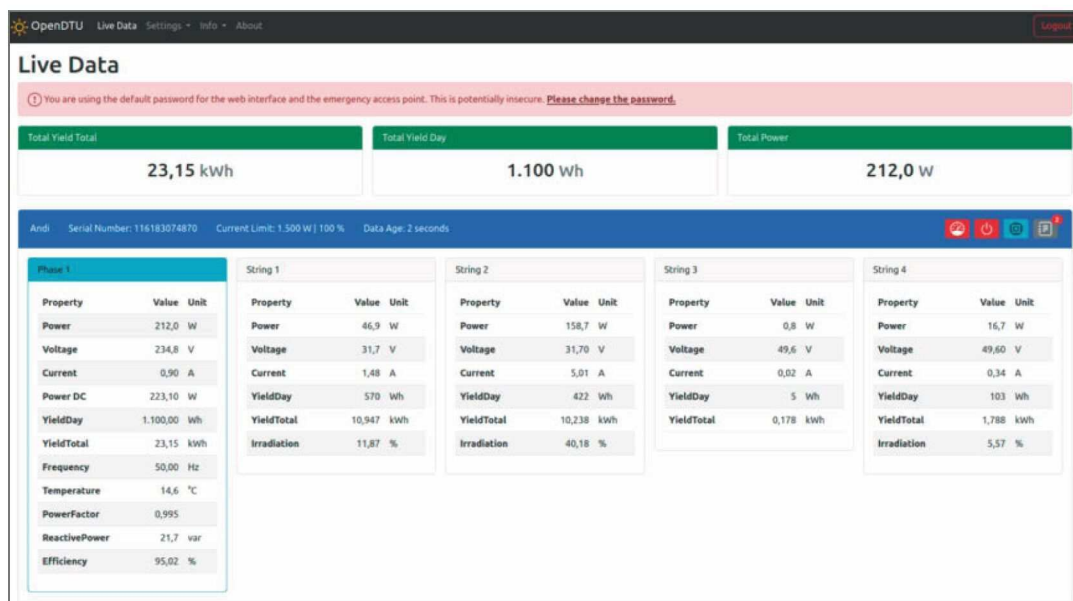 OpenDTU Live Data Settings Info About Logout
Live Data
You are using the default password for the web interface and the emergency access point. This is potentially insecure. Please change the password.
Total Yield Total
23,15 kWh
Total Yield Day
1.100 Wh
Total Power
212,0 W
Andi Serial Number: 116183074870 Current Limit: 1.500 W | 100 % Data Age: 2 seconds 2
Phase 1
Property Value Unit
Power 212,0 W
Voltage 234,8 V
Current 0,90 A
Power DC 223,10 W
YieldDay 1.100,00 Wh
YieldTotal 23,15 kWh
Frequency 50,00 Hz
Temperature 14,6 °C
PowerFactor 0,995
ReactivePower 21,7 var
Efficiency 95,02 %
String 1
Property Value Unit
Power 46,9 W
Voltage 31,7 V
Current 1,48 A
YieldDay 570 Wh
YieldTotal 10,947 kWh
Irradiation 11,87 %
String 2
Property Value Unit
Power 158,7 W
Voltage 31,70 V
Current 5,01 A
YieldDay 422 Wh
YieldTotal 10,238 kWh
Irradiation 40,18 %
String 3
Property Value Unit
Power 0,8 W
Voltage 49,6 V
Current 0,02 A
YieldDay 5 Wh
YieldTotal 0,178 kWh
String 4
Property Value Unit
Power 16,7 W
Voltage 49,60 V
Current 0,34 A
YieldDay 103 Wh
YieldTotal 1,788 kWh
Irradiation 5,57 %